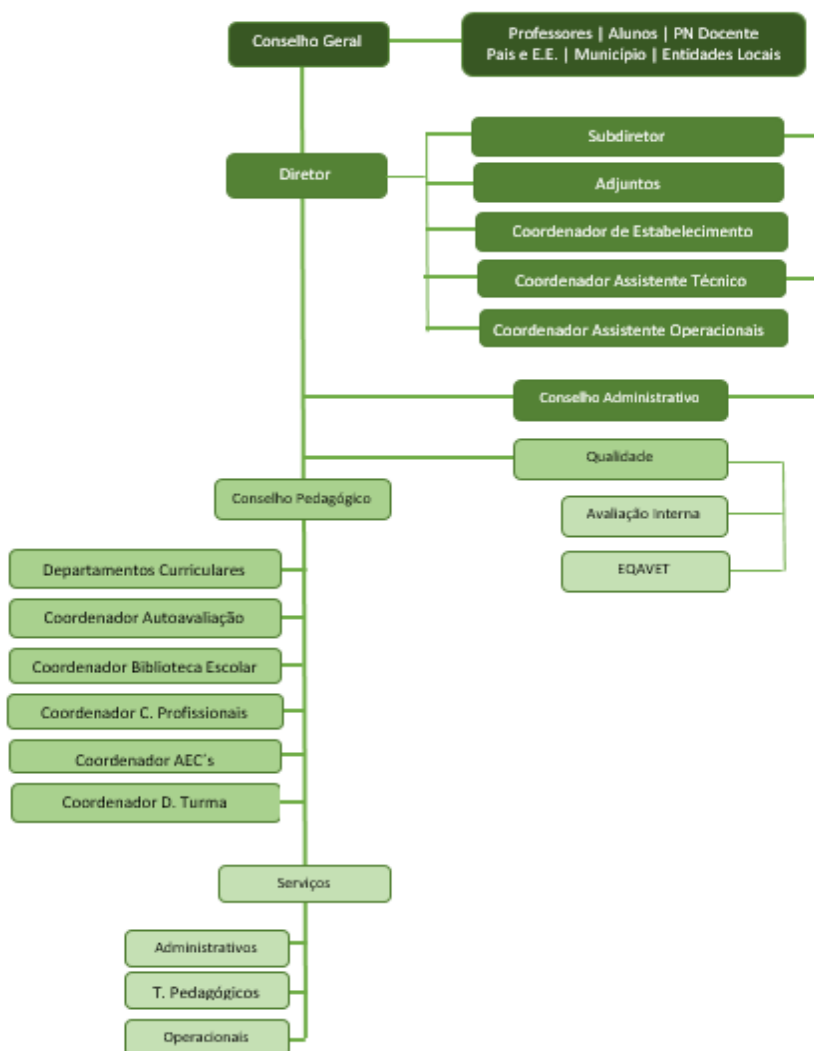 Conselho Geral
Professores | Alunos | PN Docente
Pais e E.E. | Município | Entidades Locais
Diretor
Subdiretor
Adjuntos
Coordenador de Estabelecimento
Coordenador Assistente Técnico
Coordenador Assistente Operacionais
Conselho Administrativo
Qualidade
Avaliação Interna
EQAVET
Conselho Pedagógico
Departamentos Curriculares
Coordenador Autoavaliação
Coordenador Biblioteca Escolar
Coordenador C. Profissionais
Coordenador AEC´s
Coordenador D. Turma
Serviços
Administrativos
T. Pedagógicos
Operacionais